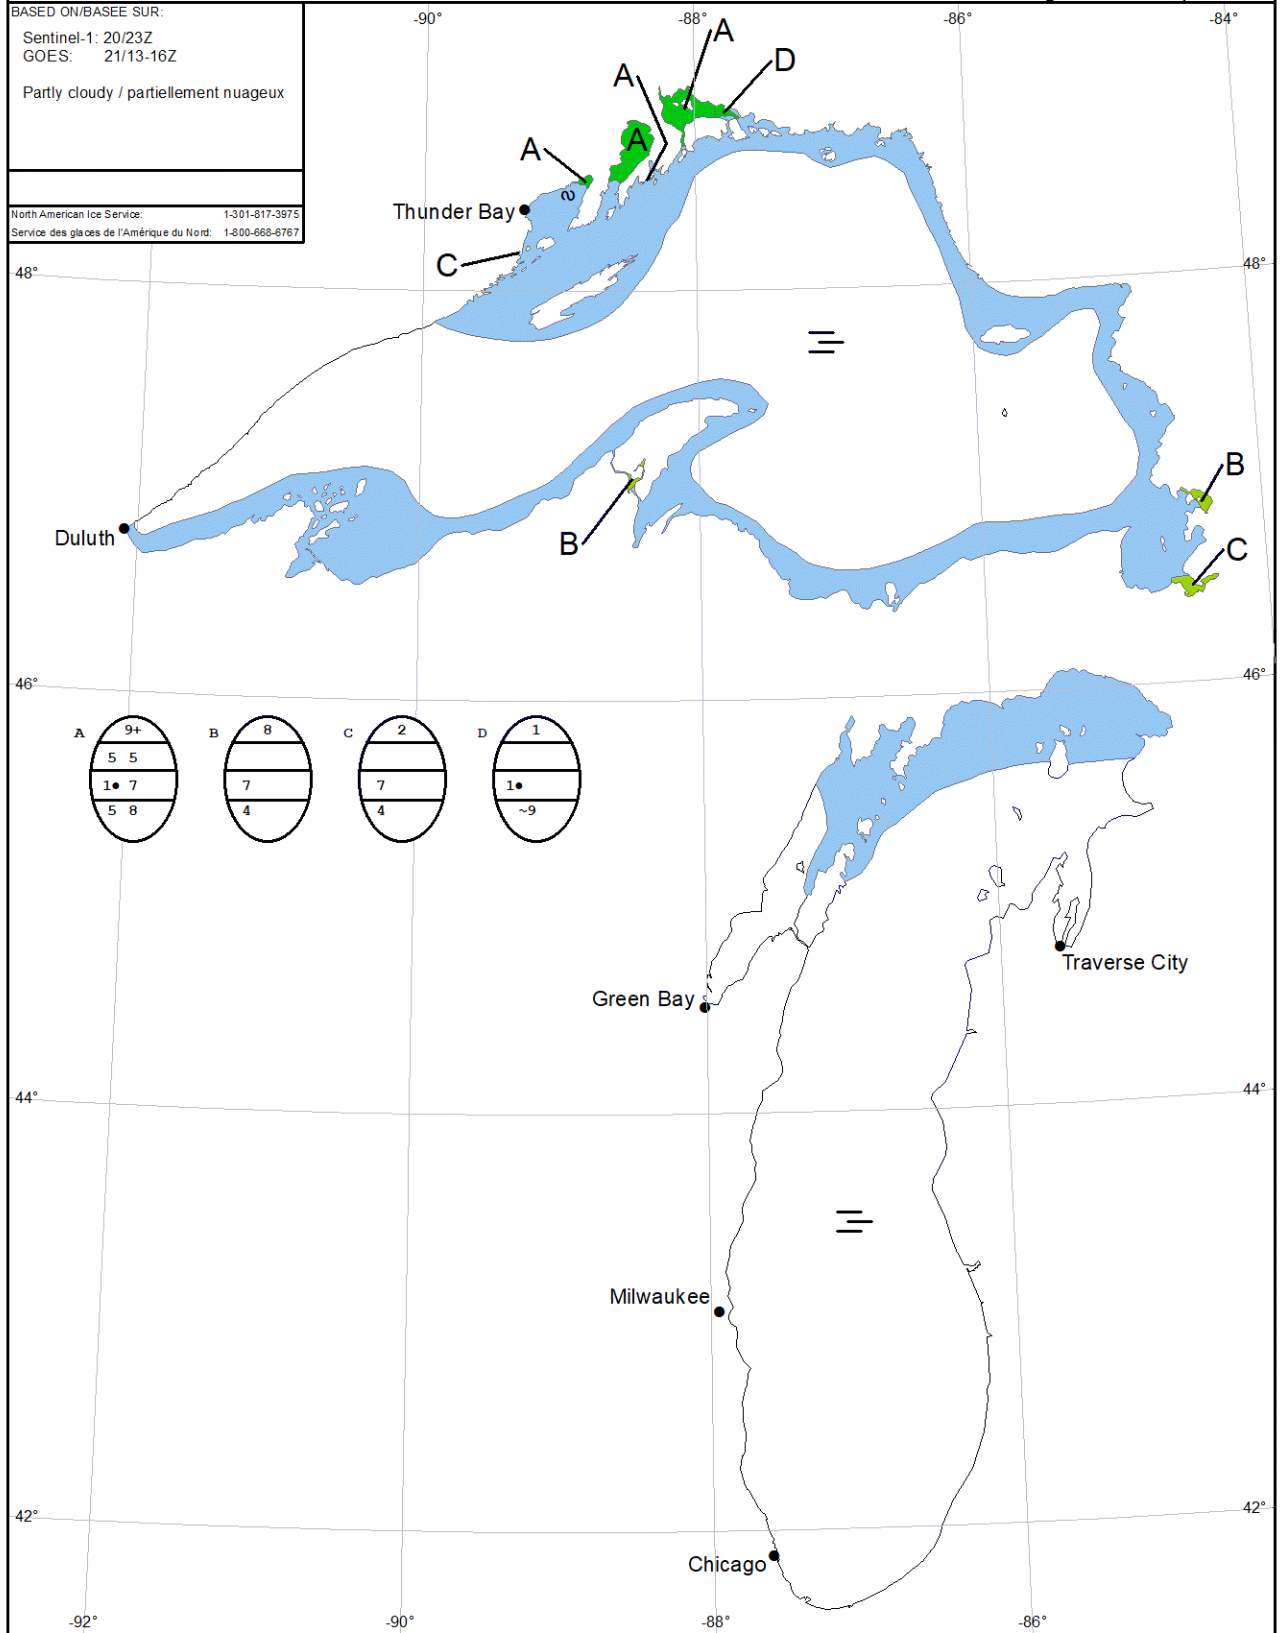 BASED ON/BASEE SUR:
Sentinel-1: 20/23Z
GOES: 21/13-16Z
Partly cloudy / partiellement nuageux
North American Ice Service: 1-301-817-3975
Service des glaces de l'Amérique du Nord: 1-800-668-6767
-90° -88° -86° -84°
A
A
D
A
A
Thunder Bay
C
48° 48°
B
Duluth
B
C
46° 46°
A 9+
5 5
1• 7
5 8
B 8
7
4
C 2
7
4
D 1
1•
~9
Traverse City
Green Bay
44° 44°
Milwaukee
42° 42°
Chicago
-92° -90° -88° -86°